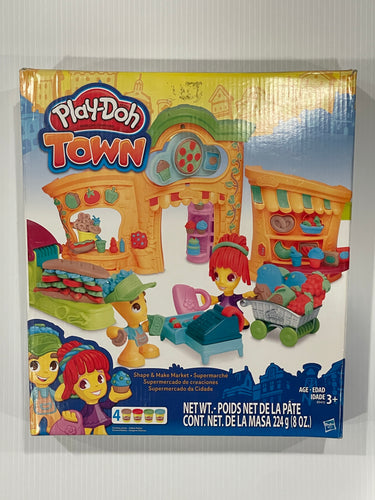 Play-Doh
TOWN
Shape & Make Market • Supermarché
Supermercado de creaciones
Supermercado da Cidade
4
AGE • EDAD
IDADE 3+
NET WT. - POIDS NET DE LA PÂTE
CONT. NET. DE LA MASA 224 g (8 OZ.)
Hasbro